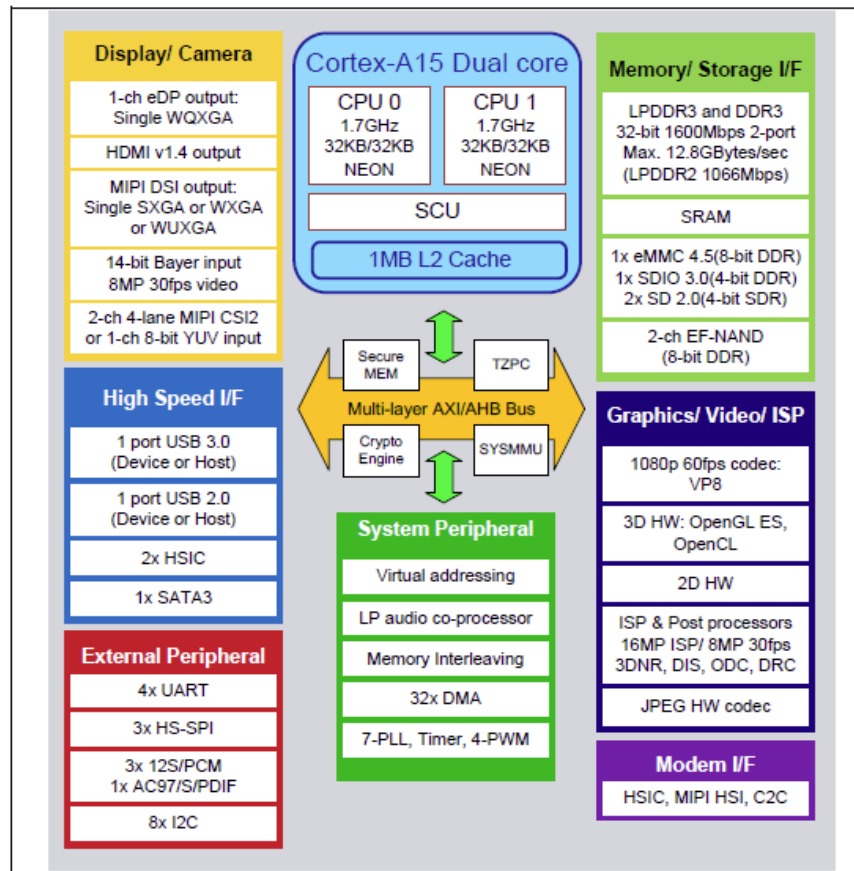 Display/ Camera
1-ch eDP output:
Single WQXGA
HDMI v1.4 output
MIPI DSI output:
Single SXGA or WXGA
or WUXGA
14-bit Bayer input
8MP 30fps video
2-ch 4-lane MIPI CSI2
or 1-ch 8-bit YUV input
High Speed I/F
1 port USB 3.0
(Device or Host)
1 port USB 2.0
(Device or Host)
2x HSIC
1x SATA3
External Peripheral
4x UART
3x HS-SPI
3x 12S/PCM
1x AC97/S/PDIF
8x I2C
Cortex-A15 Dual core
CPU 0
1.7GHz
32KB/32KB
NEON
CPU 1
1.7GHz
32KB/32KB
NEON
SCU
1MB L2 Cache
Secure
MEM
TZPC
Multi-layer AXI/AHB Bus
Crypto
Engine
SYSMMU
System Peripheral
Virtual addressing
LP audio co-processor
Memory Interleaving
32x DMA
7-PLL, Timer, 4-PWM
Memory/ Storage I/F
LPDDR3 and DDR3
32-bit 1600Mbps 2-port
Max. 12.8GBytes/sec
(LPDDR2 1066Mbps)
SRAM
1x eMMC 4.5(8-bit DDR)
1x SDIO 3.0(4-bit DDR)
2x SD 2.0(4-bit SDR)
2-ch EF-NAND
(8-bit DDR)
Graphics/ Video/ ISP
1080p 60fps codec:
VP8
3D HW: OpenGL ES,
OpenCL
2D HW
ISP & Post processors
16MP ISP/ 8MP 30fps
3DNR, DIS, ODC, DRC
JPEG HW codec
Modem I/F
HSIC, MIPI HSI, C2C